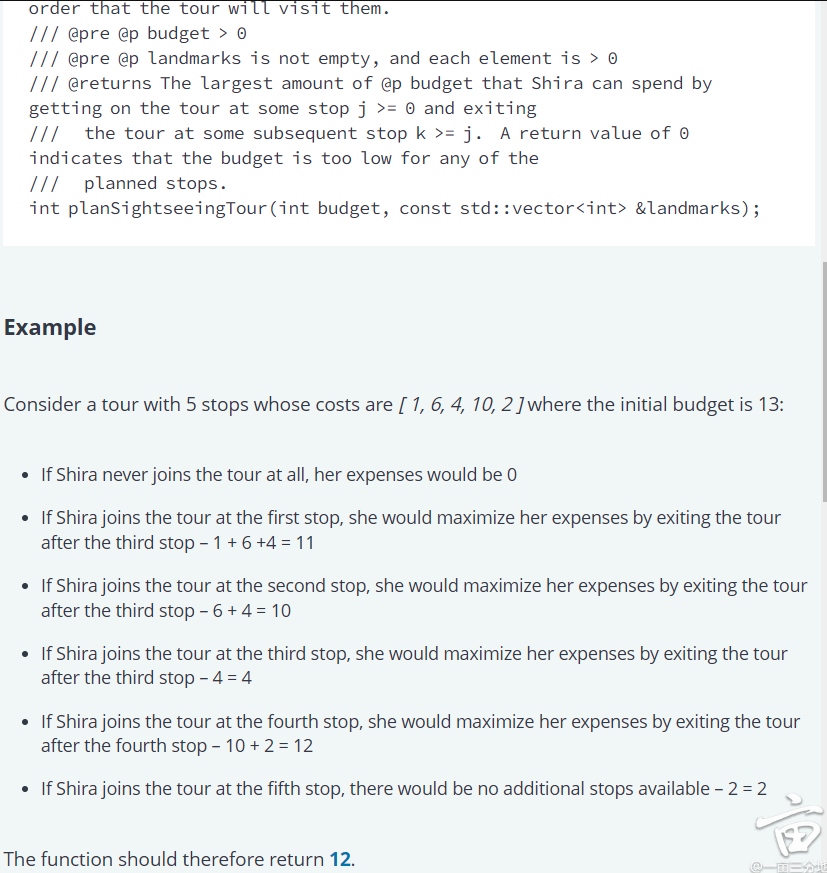 order that the tour will visit them.
/// @pre @p budget > 0
/// @pre @p landmarks is not empty, and each element is > 0
/// @returns The largest amount of @p budget that Shira can spend by
getting on the tour at some stop j >= 0 and exiting
///   the tour at some subsequent stop k >= j.  A return value of 0
indicates that the budget is too low for any of the
///   planned stops.
int planSightseeingTour(int budget, const std::vector<int> &landmarks);
Example
Consider a tour with 5 stops whose costs are [ 1, 6, 4, 10, 2 ] where the initial budget is 13:
• If Shira never joins the tour at all, her expenses would be 0
• If Shira joins the tour at the first stop, she would maximize her expenses by exiting the tour
after the third stop – 1 + 6 +4 = 11
• If Shira joins the tour at the second stop, she would maximize her expenses by exiting the tour
after the third stop – 6 + 4 = 10
• If Shira joins the tour at the third stop, she would maximize her expenses by exiting the tour
after the third stop – 4 = 4
• If Shira joins the tour at the fourth stop, she would maximize her expenses by exiting the tour
after the fourth stop – 10 + 2 = 12
• If Shira joins the tour at the fifth stop, there would be no additional stops available – 2 = 2
The function should therefore return 12.